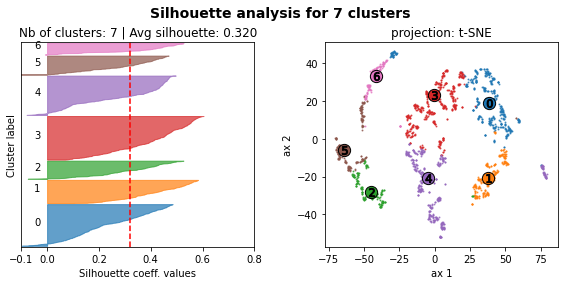 Silhouette analysis for 7 clusters
Nb of clusters: 7 | Avg silhouette: 0.320
6
5
4
3
2
1
0
Cluster label
-0.1 0.0 0.2 0.4 0.6 0.8
Silhouette coeff. values
projection: t-SNE
40
20
0
−20
−40
ax 2
−75 −50 −25 0 25 50 75
ax 1
6
3
0
5
4
1
2